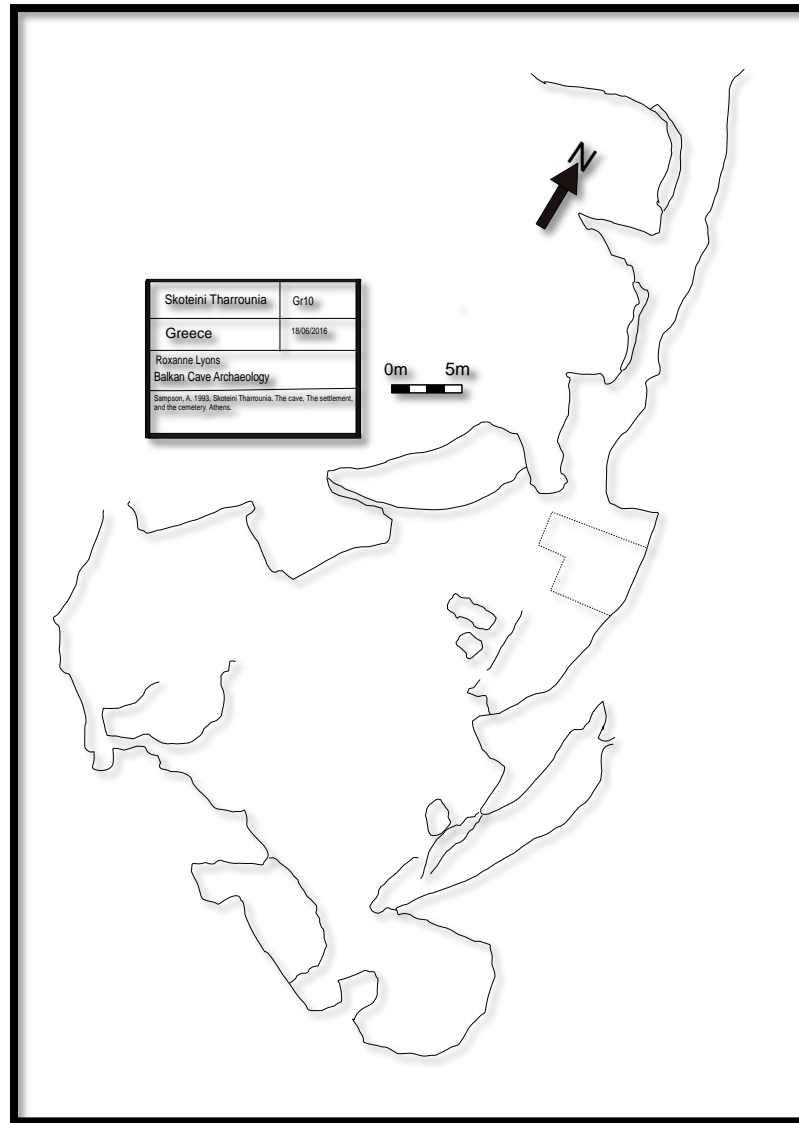 N
Skoteini Tharrounia Gr10
Greece 18/06/2016
Roxanne Lyons
Balkan Cave Archaeology
Sampson, A. 1993. Skoteini Tharrounia. The cave, The settlement,
and the cemetery. Athens.
0m 5m